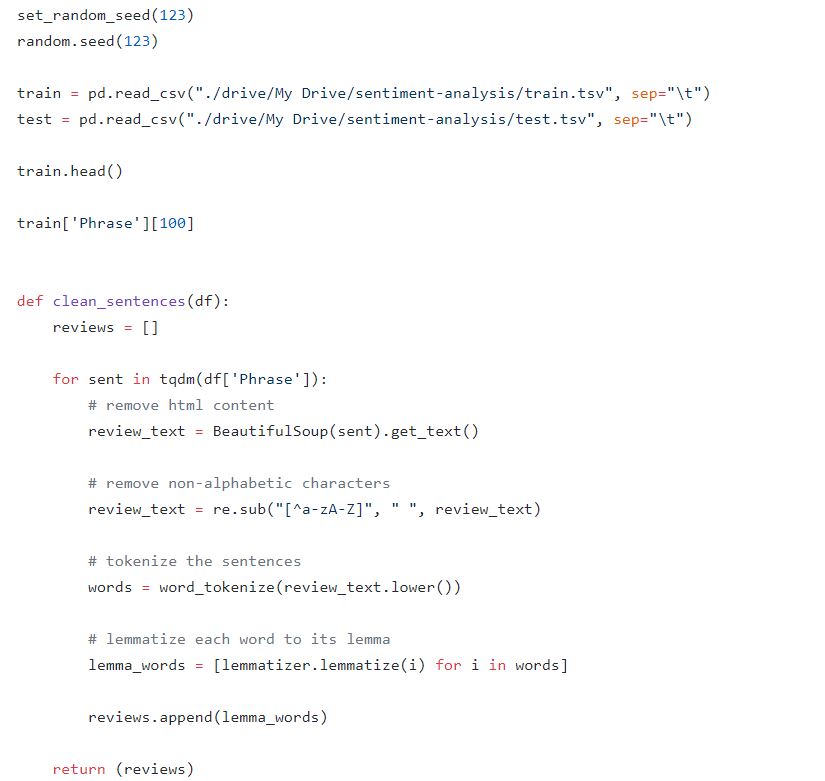 set_random_seed(123)
random.seed(123)

train = pd.read_csv("./drive/My Drive/sentiment-analysis/train.tsv", sep="\t")
test = pd.read_csv("./drive/My Drive/sentiment-analysis/test.tsv", sep="\t")

train.head()

train['Phrase'][100]


def clean_sentences(df):
    reviews = []

    for sent in tqdm(df['Phrase']):
        # remove html content
        review_text = BeautifulSoup(sent).get_text()

        # remove non-alphabetic characters
        review_text = re.sub("[^a-zA-Z]", " ", review_text)

        # tokenize the sentences
        words = word_tokenize(review_text.lower())

        # lemmatize each word to its lemma
        lemma_words = [lemmatizer.lemmatize(i) for i in words]

        reviews.append(lemma_words)

    return (reviews)